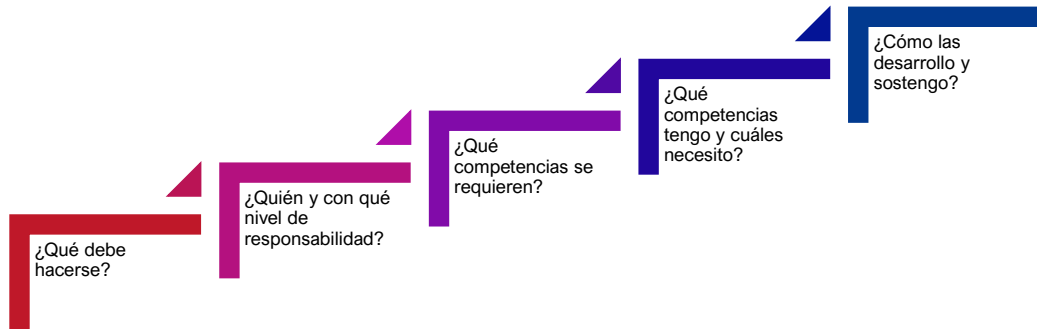 ¿Qué debe
hacerse?
¿Quién y con qué
nivel de
responsabilidad?
¿Qué
competencias se
requieren?
¿Qué
competencias
tengo y cuáles
necesito?
¿Cómo las
desarrollo y
sostengo?